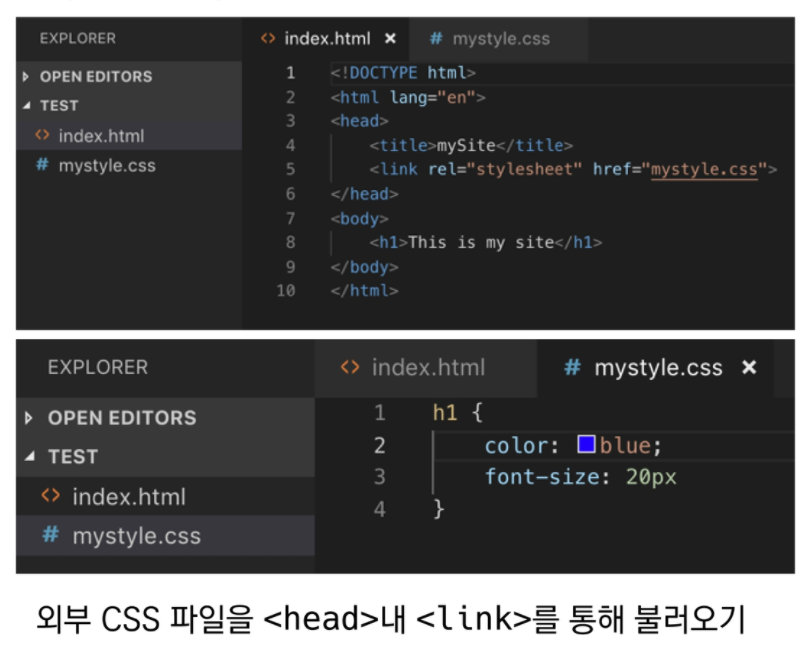 EXPLORER
<> index.html ×
# mystyle.css
OPEN EDITORS
TEST
<> index.html
# mystyle.css
1 <!DOCTYPE html>
2 <html lang="en">
3 <head>
4 <title>mySite</title>
5 <link rel="stylesheet" href="mystyle.css">
6 </head>
7 <body>
8 <h1>This is my site</h1>
9 </body>
10 </html>
EXPLORER
<> index.html
# mystyle.css ×
OPEN EDITORS
TEST
<> index.html
# mystyle.css
1 h1 {
2 color: blue;
3 font-size: 20px
4 }
외부 CSS 파일을 <head>내 <link>를 통해 불러오기